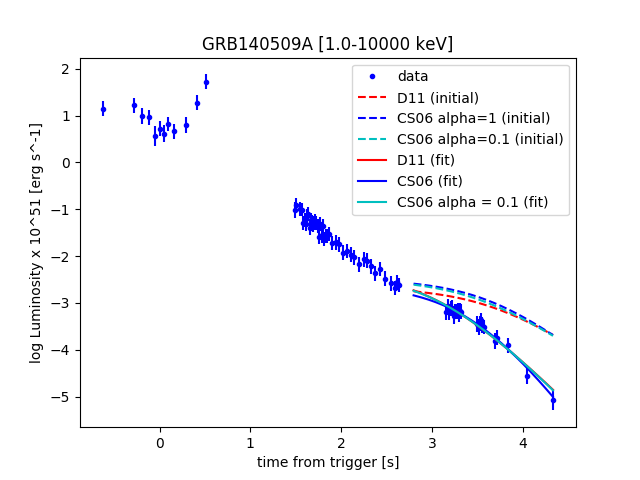 GRB140509A [1.0-10000 keV]
data
D11 (initial)
CS06 alpha=1 (initial)
CS06 alpha=0.1 (initial)
D11 (fit)
CS06 (fit)
CS06 alpha = 0.1 (fit)
log Luminosity x 10^51 [erg s^-1]
2
1
0
−1
−2
−3
−4
−5
0
1
2
3
4
time from trigger [s]